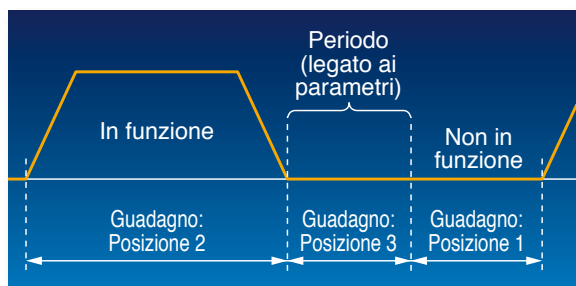 Periodo
(legato ai
parametri)
In funzione
Non in
funzione
Guadagno:
Posizione 2
Guadagno:
Posizione 3
Guadagno:
Posizione 1